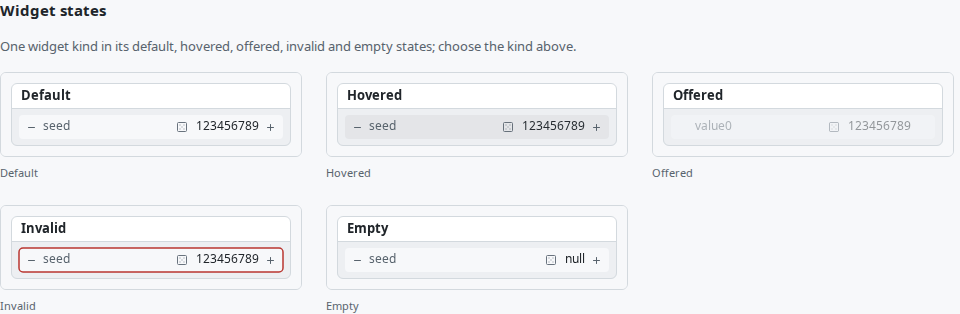 Widget states
One widget kind in its default, hovered, offered, invalid and empty states; choose the kind above.
Default
Hovered
Offered
− seed 123456789 +
− seed 123456789 +
value0 123456789
Default
Hovered
Offered
Invalid
Empty
− seed 123456789 +
− seed null +
Invalid
Empty